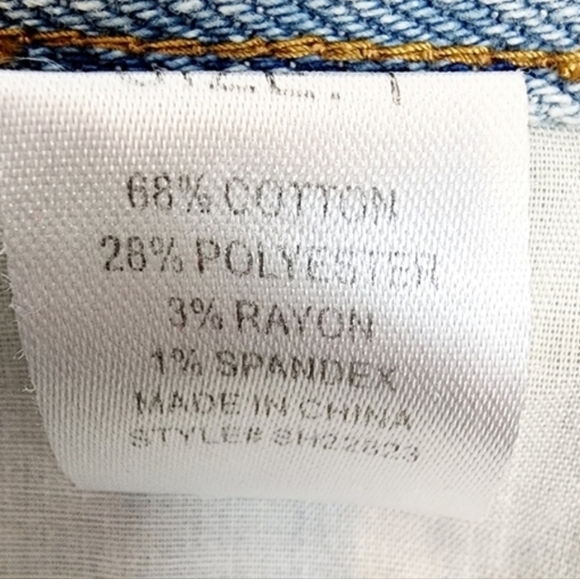 68% COTTON
28% POLYESTER
3% RAYON
1% SPANDEX
MADE IN CHINA
STYLE# SH22823